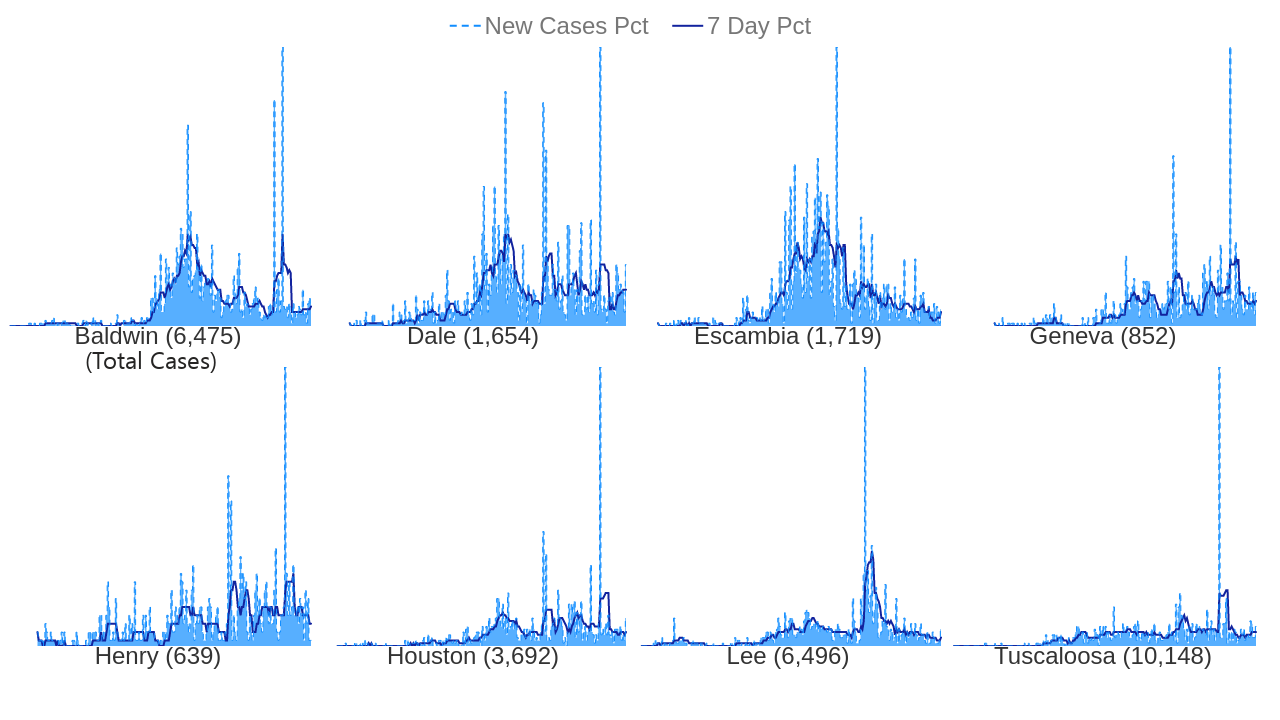 New Cases Pct 7 Day Pct
Baldwin (6,475) Dale (1,654) Escambia (1,719) Geneva (852)
(Total Cases)
Henry (639) Houston (3,692) Lee (6,496) Tuscaloosa (10,148)